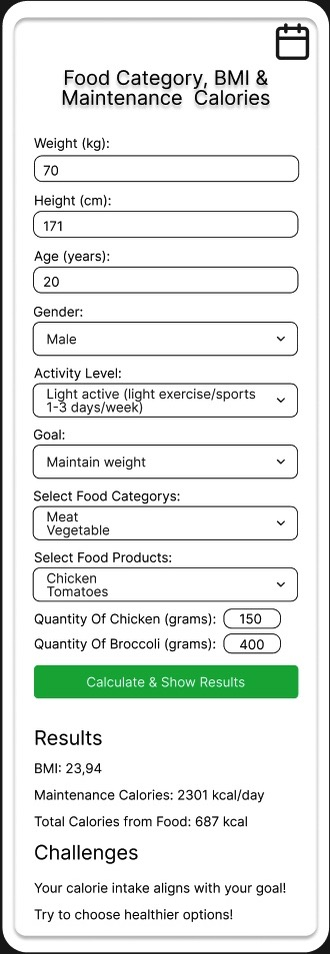 Food Category, BMI &
Maintenance Calories
Weight (kg):
70
Height (cm):
171
Age (years):
20
Gender:
Male
Activity Level:
Light active (light exercise/sports
1-3 days/week)
Goal:
Maintain weight
Select Food Categorys:
Meat
Vegetable
Select Food Products:
Chicken
Tomatoes
Quantity Of Chicken (grams): 150
Quantity Of Broccoli (grams): 400
Calculate & Show Results
Results
BMI: 23,94
Maintenance Calories: 2301 kcal/day
Total Calories from Food: 687 kcal
Challenges
Your calorie intake aligns with your goal!
Try to choose healthier options!